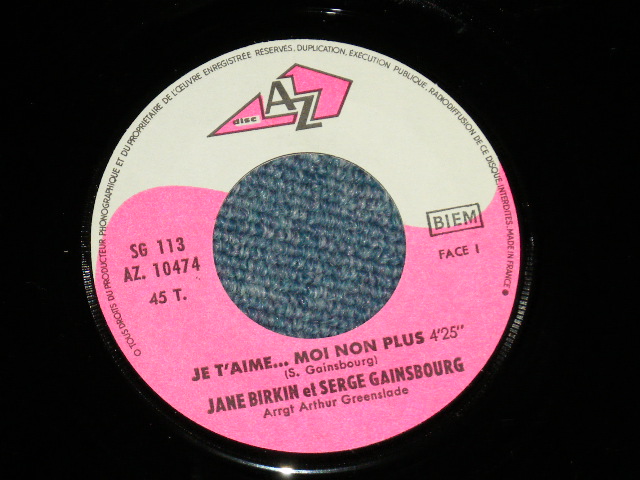 TOUS DROITS DU PRODUCTEUR PHONOGRAPHIQUE ET DU PROPRIETAIRE DE L'ŒUVRE ENREGISTRÉE RESERVÉS, DUPLICATION, EXÉCUTION PUBLIQUE, RADIODIFFUSION DE CE DISQUE INTERDITES, MADE IN FRANCE
disc AZ
BIEM
SG 113
FACE I
AZ. 10474
45 T.
JE T'AIME... MOI NON PLUS 4'25"
(S. Gainsbourg)
JANE BIRKIN et SERGE GAINSBOURG
Arrgt Arthur Greenslade